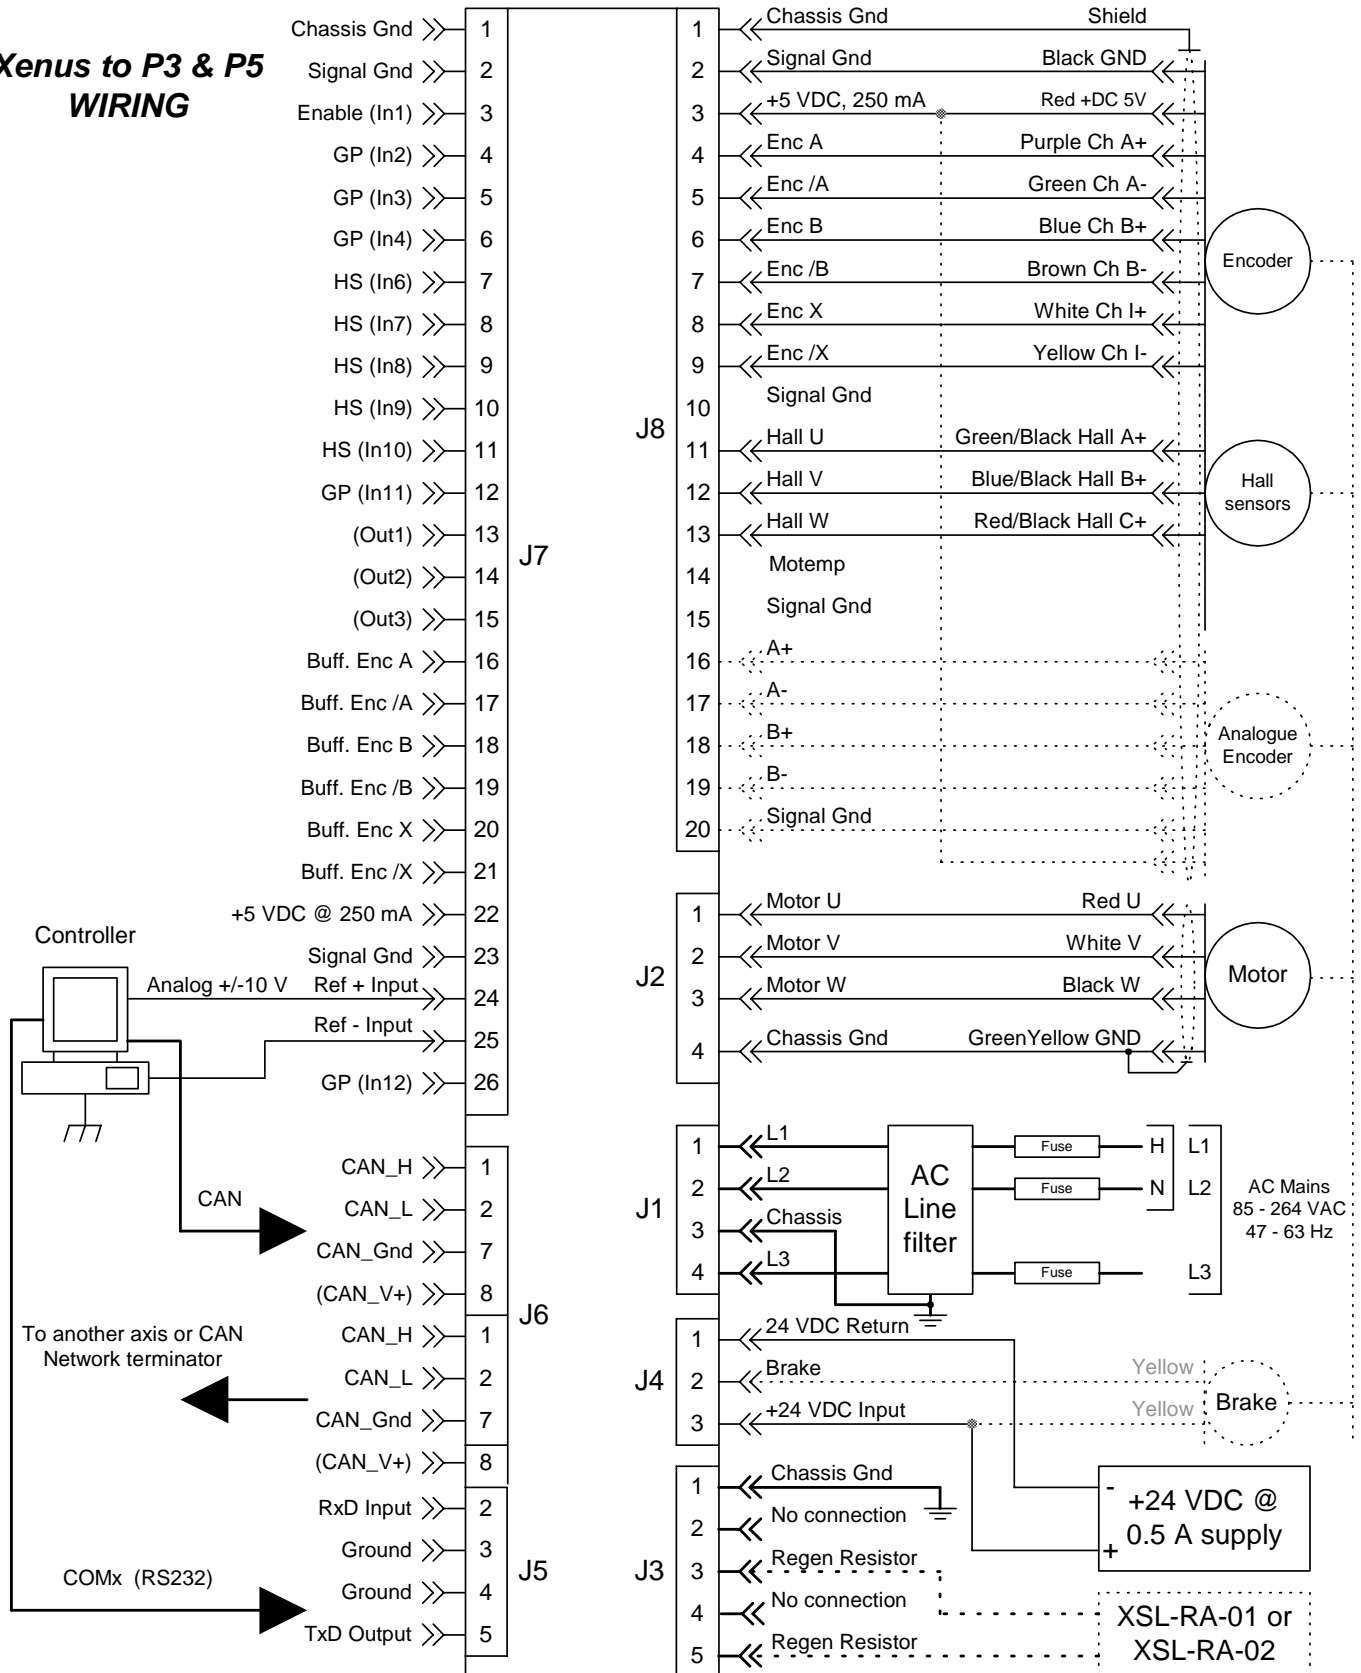 Xenus to P3 & P5
WIRING
Chassis Gnd 1
Signal Gnd 2
Enable (In1) 3
GP (In2) 4
GP (In3) 5
GP (In4) 6
HS (In6) 7
HS (In7) 8
HS (In8) 9
HS (In9) 10
HS (In10) 11
GP (In11) 12
(Out1) 13
(Out2) 14
(Out3) 15
Buff. Enc A 16
Buff. Enc /A 17
Buff. Enc B 18
Buff. Enc /B 19
Buff. Enc X 20
Buff. Enc /X 21
+5 VDC @ 250 mA 22
Signal Gnd 23
Analog +/-10 V Ref + Input 24
Ref - Input 25
GP (In12) 26
J7
Controller
CAN_H 1
CAN_L 2
CAN_Gnd 7
(CAN_V+) 8
CAN_H 1
CAN_L 2
CAN_Gnd 7
(CAN_V+) 8
J6
CAN
To another axis or CAN
Network terminator
RxD Input 2
Ground 3
Ground 4
TxD Output 5
J5
COMx (RS232)
J8
1 Chassis Gnd Shield
2 Signal Gnd Black GND
3 +5 VDC, 250 mA Red +DC 5V
4 Enc A Purple Ch A+
5 Enc /A Green Ch A-
6 Enc B Blue Ch B+
7 Enc /B Brown Ch B-
8 Enc X White Ch I+
9 Enc /X Yellow Ch I-
10 Signal Gnd
11 Hall U Green/Black Hall A+
12 Hall V Blue/Black Hall B+
13 Hall W Red/Black Hall C+
14 Motemp
15 Signal Gnd
16 A+
17 A-
18 B+
19 B-
20 Signal Gnd
Encoder
Hall
sensors
Analogue
Encoder
J2
1 Motor U Red U
2 Motor V White V
3 Motor W Black W
4 Chassis Gnd GreenYellow GND
Motor
J1
1 L1
2 L2
3 Chassis
4 L3
AC
Line
filter
Fuse H L1
Fuse N L2
Fuse L3
AC Mains
85 - 264 VAC
47 - 63 Hz
J4
1 24 VDC Return
2 Brake Yellow
3 +24 VDC Input Yellow
Brake
J3
1 Chassis Gnd
2 No connection
3 Regen Resistor
4 No connection
5 Regen Resistor
- +24 VDC @
+ 0.5 A supply
XSL-RA-01 or
XSL-RA-02